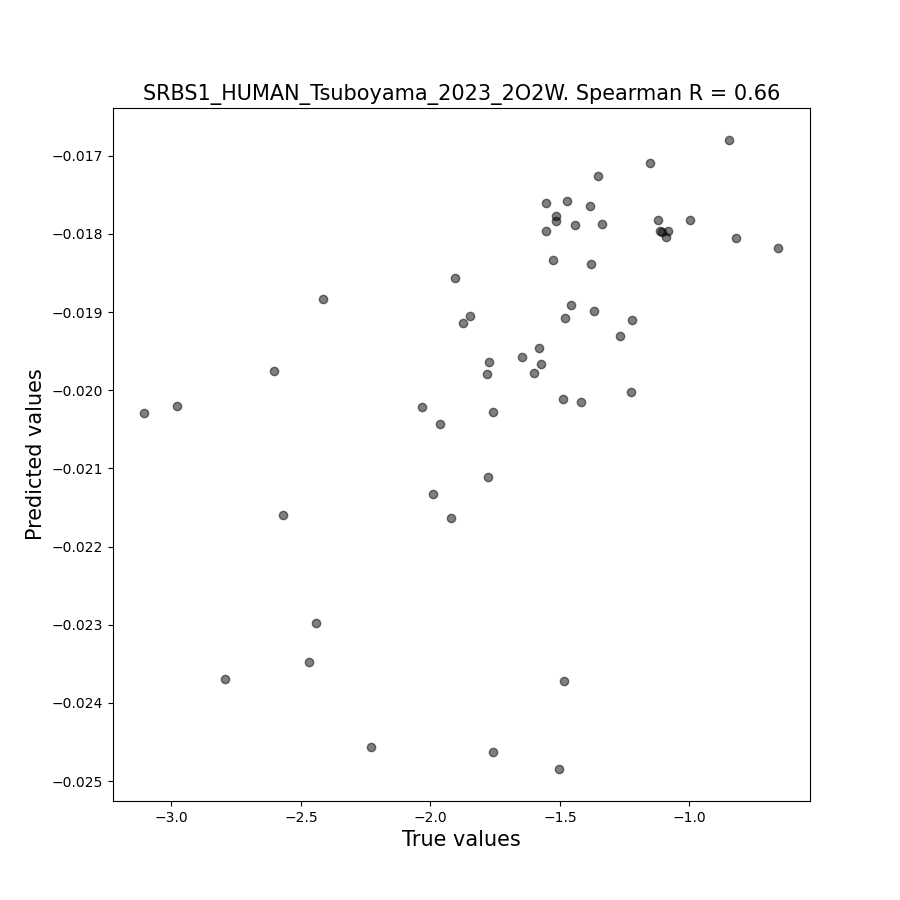 SRBS1_HUMAN_Tsuboyama_2023_2O2W. Spearman R = 0.66
−0.017
−0.018
−0.019
−0.020
−0.021
−0.022
−0.023
−0.024
−0.025
Predicted values
−3.0 −2.5 −2.0 −1.5 −1.0
True values